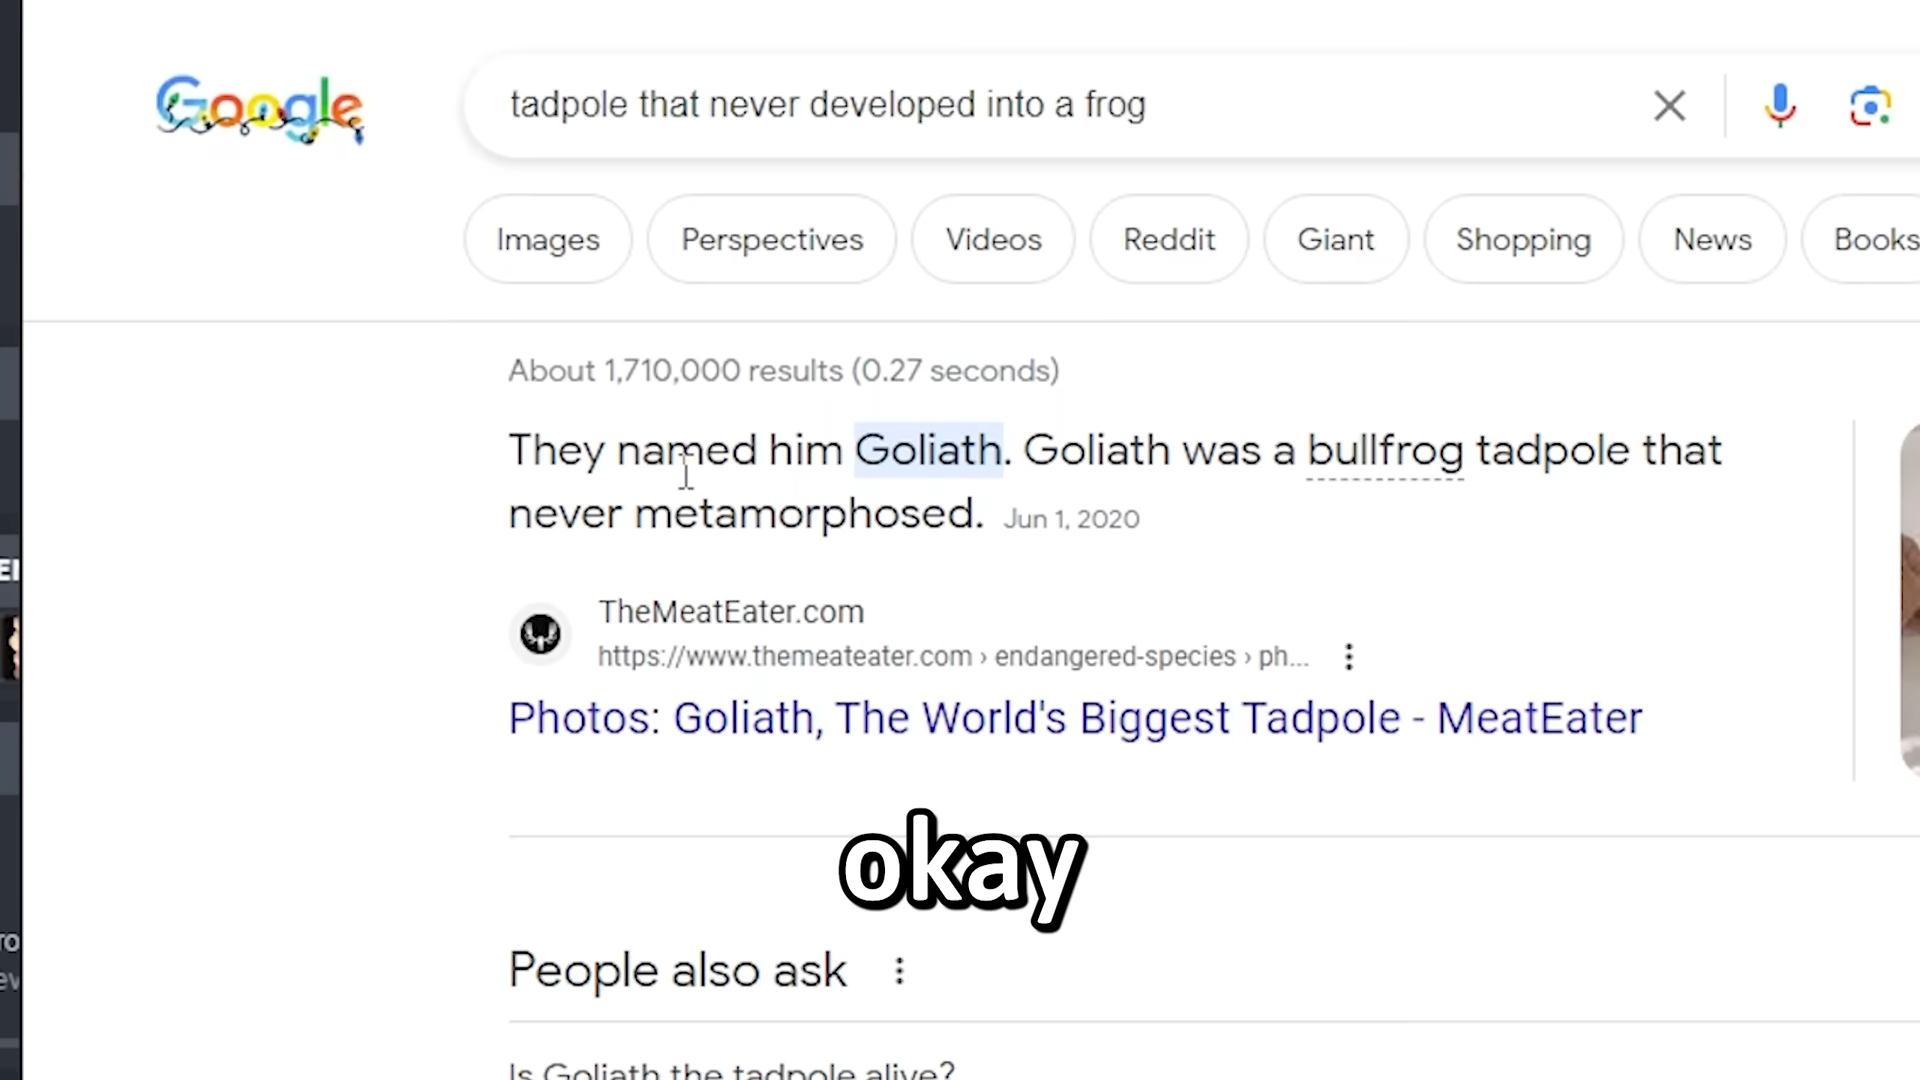 Google
tadpole that never developed into a frog
Images Perspectives Videos Reddit Giant Shopping News Books
About 1,710,000 results (0.27 seconds)
They named him Goliath. Goliath was a bullfrog tadpole that
never metamorphosed. Jun 1, 2020
TheMeatEater.com
https://www.themeateater.com › endangered-species › ph...
Photos: Goliath, The World's Biggest Tadpole - MeatEater
okay
People also ask
Is Goliath the tadpole alive?